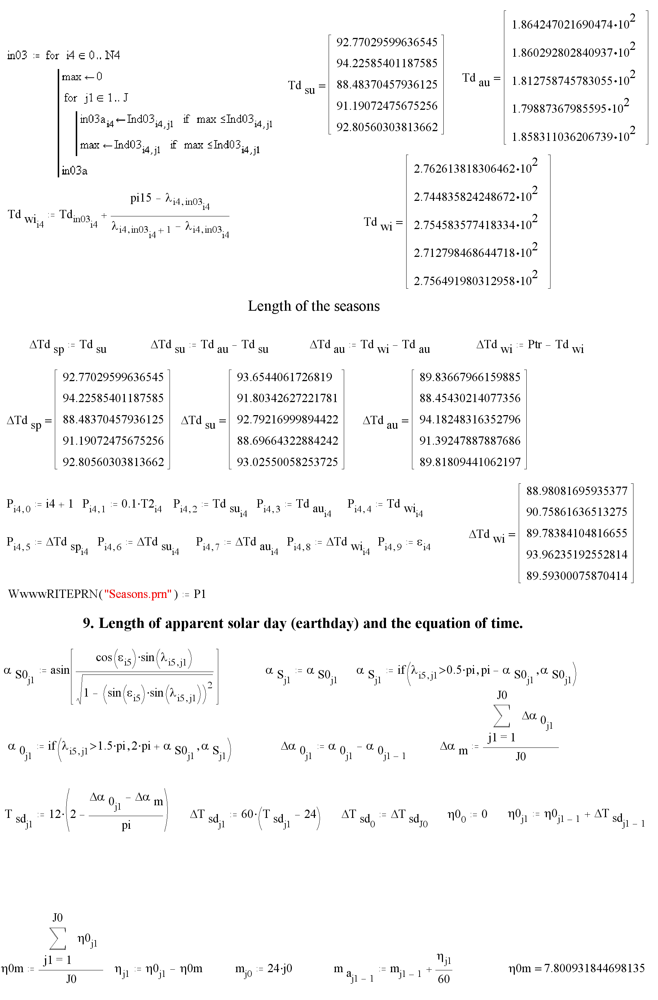 in03 := for i4 ∈ 0..N4
max ← 0
for j1 ∈ 1..J
in03a_i4 ← Ind03_i4,j1 if max ≤ Ind03_i4,j1
max ← Ind03_i4,j1 if max ≤ Ind03_i4,j1
in03a
Td su = [ 92.77029599636545
94.22585401187585
88.48370457936125
91.19072475675256
92.80560303813662 ]
Td au = [ 1.864247021690474•10^2
1.860292802840937•10^2
1.812758745783055•10^2
1.79887367985595•10^2
1.858311036206739•10^2 ]
Td wi_i4 := Td_in03_i4 + (pi15 − λ_i4,in03_i4) / (λ_i4,in03_i4+1 − λ_i4,in03_i4)
Td wi = [ 2.762613818306462•10^2
2.744835824248672•10^2
2.754583577418334•10^2
2.712798468644718•10^2
2.756491980312958•10^2 ]
Length of the seasons
ΔTd sp := Td su ΔTd su := Td au − Td su ΔTd au := Td wi − Td au ΔTd wi := Ptr − Td wi
ΔTd sp = [ 92.77029599636545
94.22585401187585
88.48370457936125
91.19072475675256
92.80560303813662 ]
ΔTd su = [ 93.6544061726819
91.80342627221781
92.79216999894422
88.69664322884242
93.02550058253725 ]
ΔTd au = [ 89.83667966159885
88.45430214077356
94.18248316352796
91.39247887877686
89.81809441062197 ]
P_i4,0 := i4 + 1 P_i4,1 := 0.1·T2_i4 P_i4,2 := Td su_i4 P_i4,3 := Td au_i4 P_i4,4 := Td wi_i4
P_i4,5 := ΔTd sp_i4 P_i4,6 := ΔTd su_i4 P_i4,7 := ΔTd au_i4 P_i4,8 := ΔTd wi_i4 P_i4,9 := ε_i4
ΔTd wi = [ 88.98081695935377
90.75861636513275
89.78384104816655
93.96235192552814
89.59300075870414 ]
WwwwRITEPRN("Seasons.prn") := P1
9. Length of apparent solar day (earthday) and the equation of time.
α S0_j1 := asin[ cos(ε_i5)·sin(λ_i5,j1) / √(1 − (sin(ε_i5)·sin(λ_i5,j1))^2) ] α S_j1 := α S0_j1 α S_j1 := if(λ_i5,j1 > 0.5·pi, pi − α S0_j1, α S0_j1)
α 0_j1 := if(λ_i5,j1 > 1.5·pi, 2·pi + α S0_j1, α S_j1) Δα 0_j1 := α 0_j1 − α 0_j1 − 1 Δα m := ∑_{j1 = 1}^{J0} Δα 0_j1 / J0
T sd_j1 := 12·(2 − (Δα 0_j1 − Δα m) / pi) ΔT sd_j1 := 60·(T sd_j1 − 24) ΔT sd_0 := ΔT sd_J0 η0_0 := 0 η0_j1 := η0_j1 − 1 + ΔT sd_j1 − 1
η0m := ∑_{j1 = 1}^{J0} η0_j1 / J0 η_j1 := η0_j1 − η0m m_j0 := 24·j0 m a_j1 − 1 := m_j1 − 1 + η_j1 / 60 η0m = 7.800931844698135